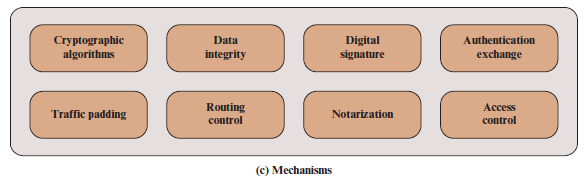 Cryptographic
algorithms
Data
integrity
Digital
signature
Authentication
exchange
Traffic padding
Routing
control
Notarization
Access
control
(c) Mechanisms